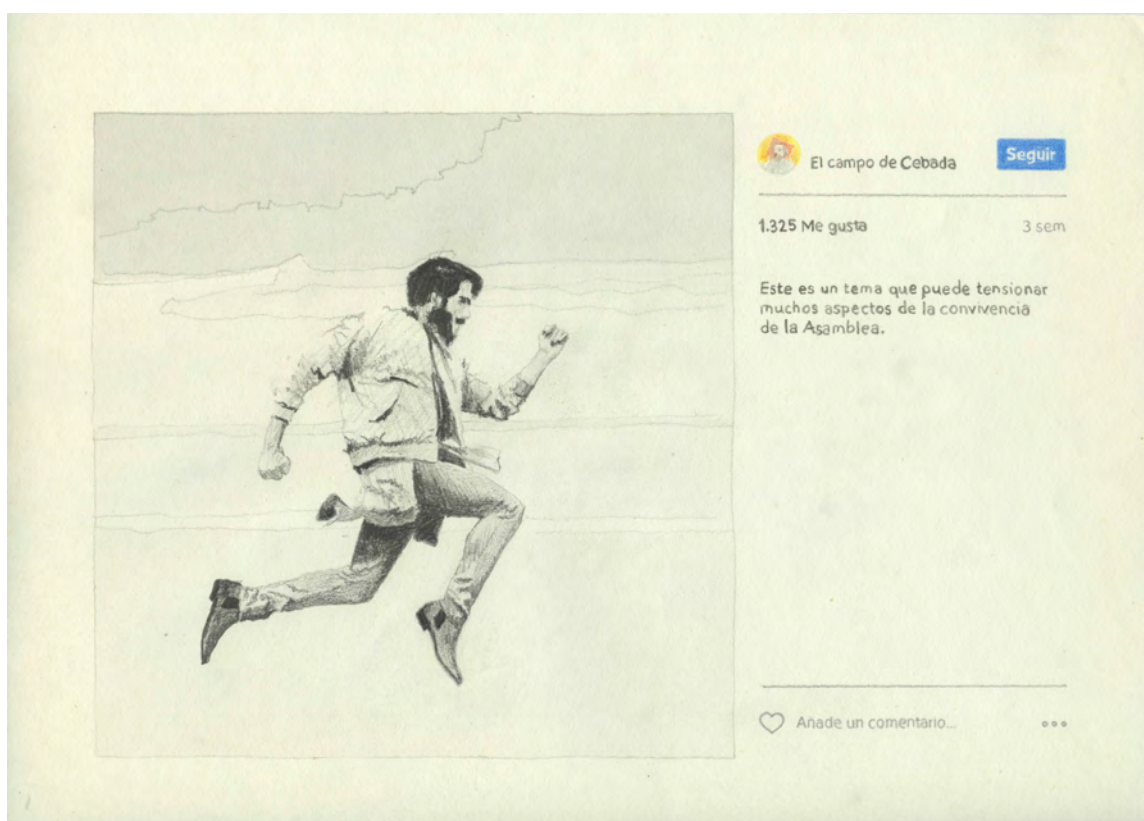 El campo de Cebada
Seguir
1.325 Me gusta
3 sem
Este es un tema que puede tensionar
muchos aspectos de la convivencia
de la Asamblea.
Añade un comentario...